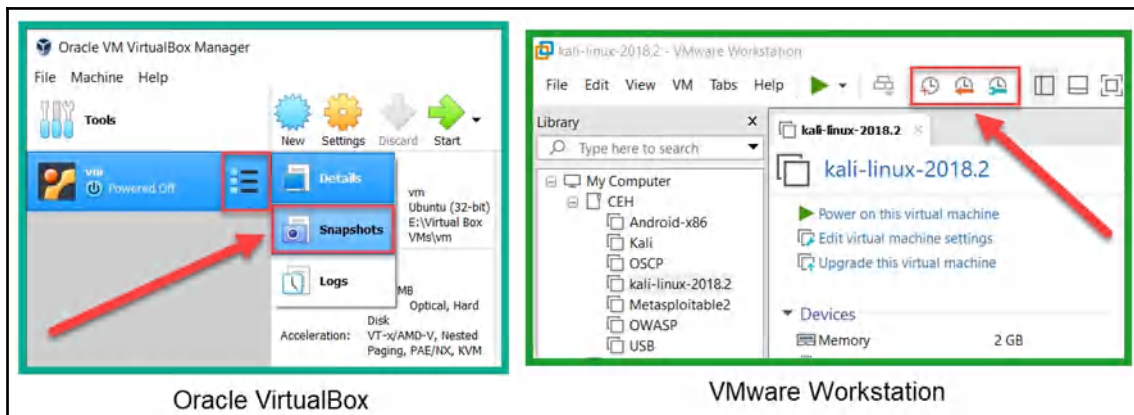 Oracle VM VirtualBox Manager
File Machine Help
Tools
New Settings Discard Start
vm
Powered Off
Details
Snapshots
Logs
vm
Ubuntu (32-bit)
E:\Virtual Box
VMs\vm
MB
Optical, Hard
Disk
Acceleration: VT-x/AMD-V, Nested
Paging, PAE/NX, KVM
Oracle VirtualBox
kali-linux-2018.2 - VMware Workstation
File Edit View VM Tabs Help
Library X
Type here to search
My Computer
CEH
Android-x86
Kali
OSCP
kali-linux-2018.2
Metasploitable2
OWASP
USB
kali-linux-2018.2 ×
kali-linux-2018.2
Power on this virtual machine
Edit virtual machine settings
Upgrade this virtual machine
Devices
Memory 2 GB
VMware Workstation